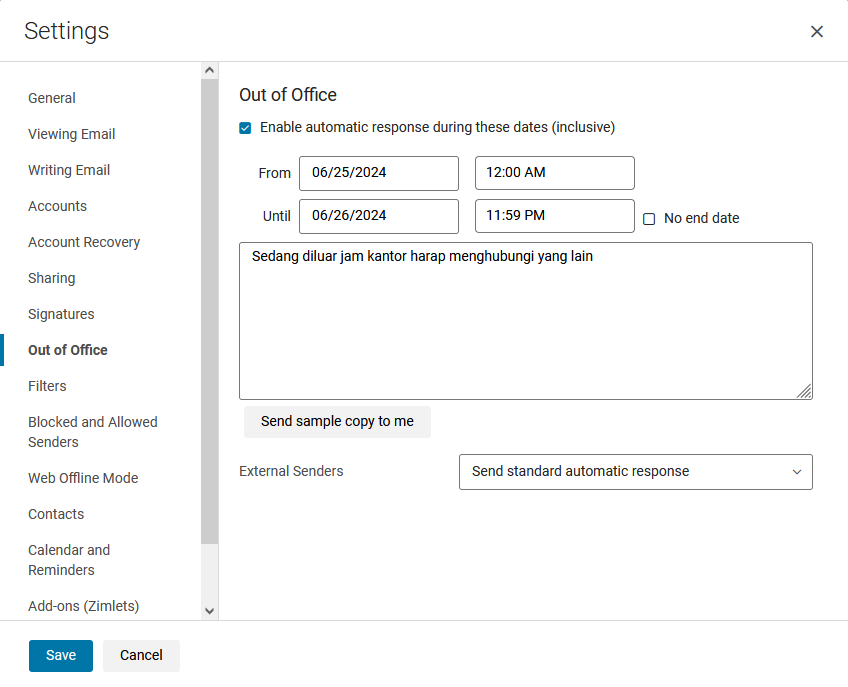 Settings
General
Viewing Email
Writing Email
Accounts
Account Recovery
Sharing
Signatures
Out of Office
Filters
Blocked and Allowed
Senders
Web Offline Mode
Contacts
Calendar and
Reminders
Add-ons (Zimlets)
Out of Office
Enable automatic response during these dates (inclusive)
From 06/25/2024 12:00 AM
Until 06/26/2024 11:59 PM No end date
Sedang diluar jam kantor harap menghubungi yang lain
Send sample copy to me
External Senders Send standard automatic response
Save Cancel